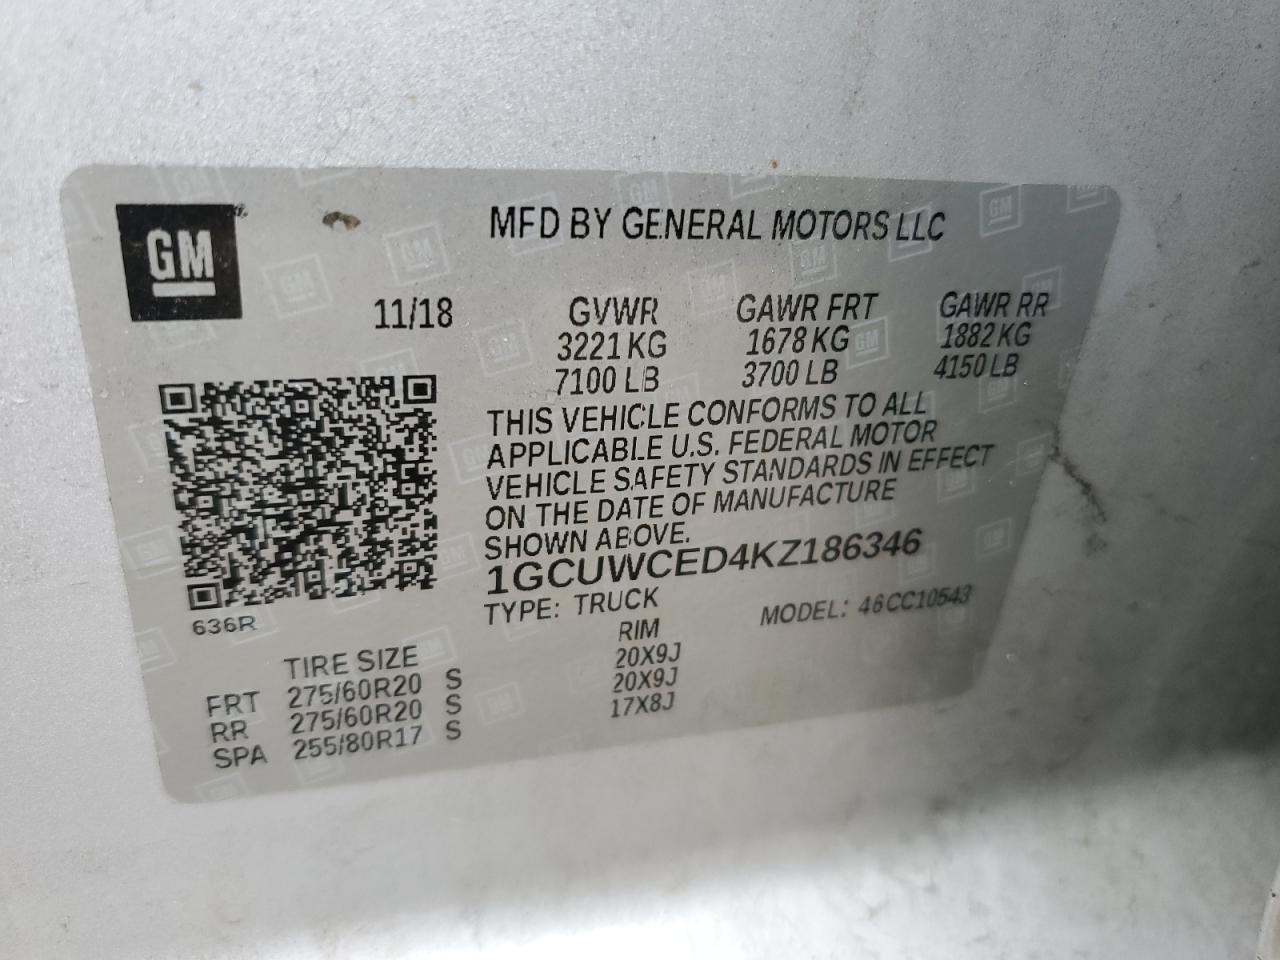 GM
MFD BY GENERAL MOTORS LLC
11/18
GVWR GAWR FRT GAWR RR
3221 KG 1678 KG 1882 KG
7100 LB 3700 LB 4150 LB
THIS VEHICLE CONFORMS TO ALL
APPLICABLE U.S. FEDERAL MOTOR
VEHICLE SAFETY STANDARDS IN EFFECT
ON THE DATE OF MANUFACTURE
SHOWN ABOVE.
1GCUWCED4KZ186346
TYPE: TRUCK MODEL: 46CC10543
636R
TIRE SIZE RIM
FRT 275/60R20 S 20X9J
RR 275/60R20 S 20X9J
SPA 255/80R17 S 17X8J